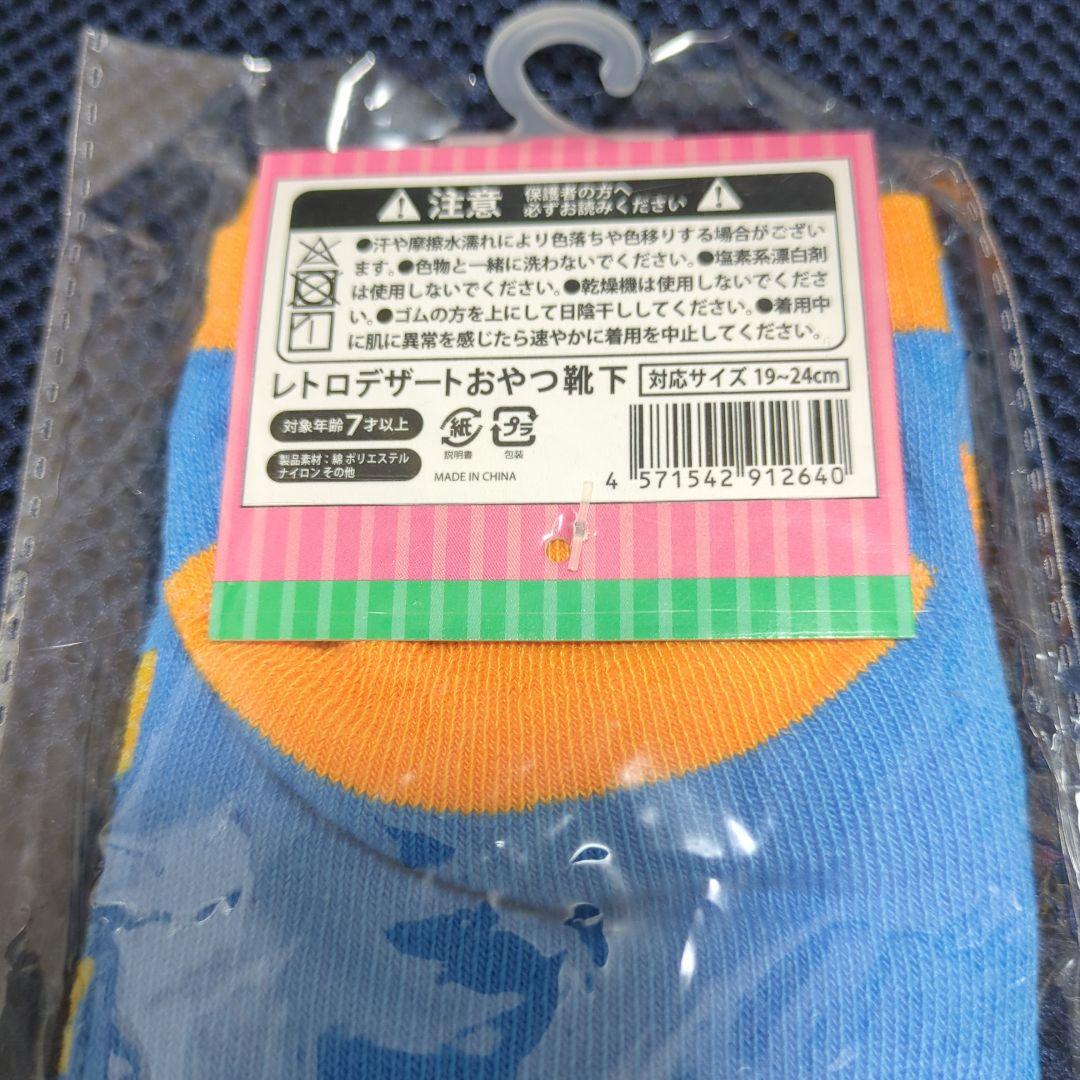 注意 保護者の方へ
必ずお読みください
●汗や摩擦水濡れにより色落ちや色移りする場合がござい
ます。●色物と一緒に洗わないでください。●塩素系漂白剤
は使用しないでください。●乾燥機は使用しないでくださ
い。●ゴムの方を上にして日陰干ししてください。●着用中
に肌に異常を感じたら速やかに着用を中止してください。
レトロデザートおやつ靴下 対応サイズ 19~24cm
対象年齢7才以上
紙 プラ
説明書 包装
製品素材:綿 ポリエステル
ナイロン その他
MADE IN CHINA
4 571542 912640